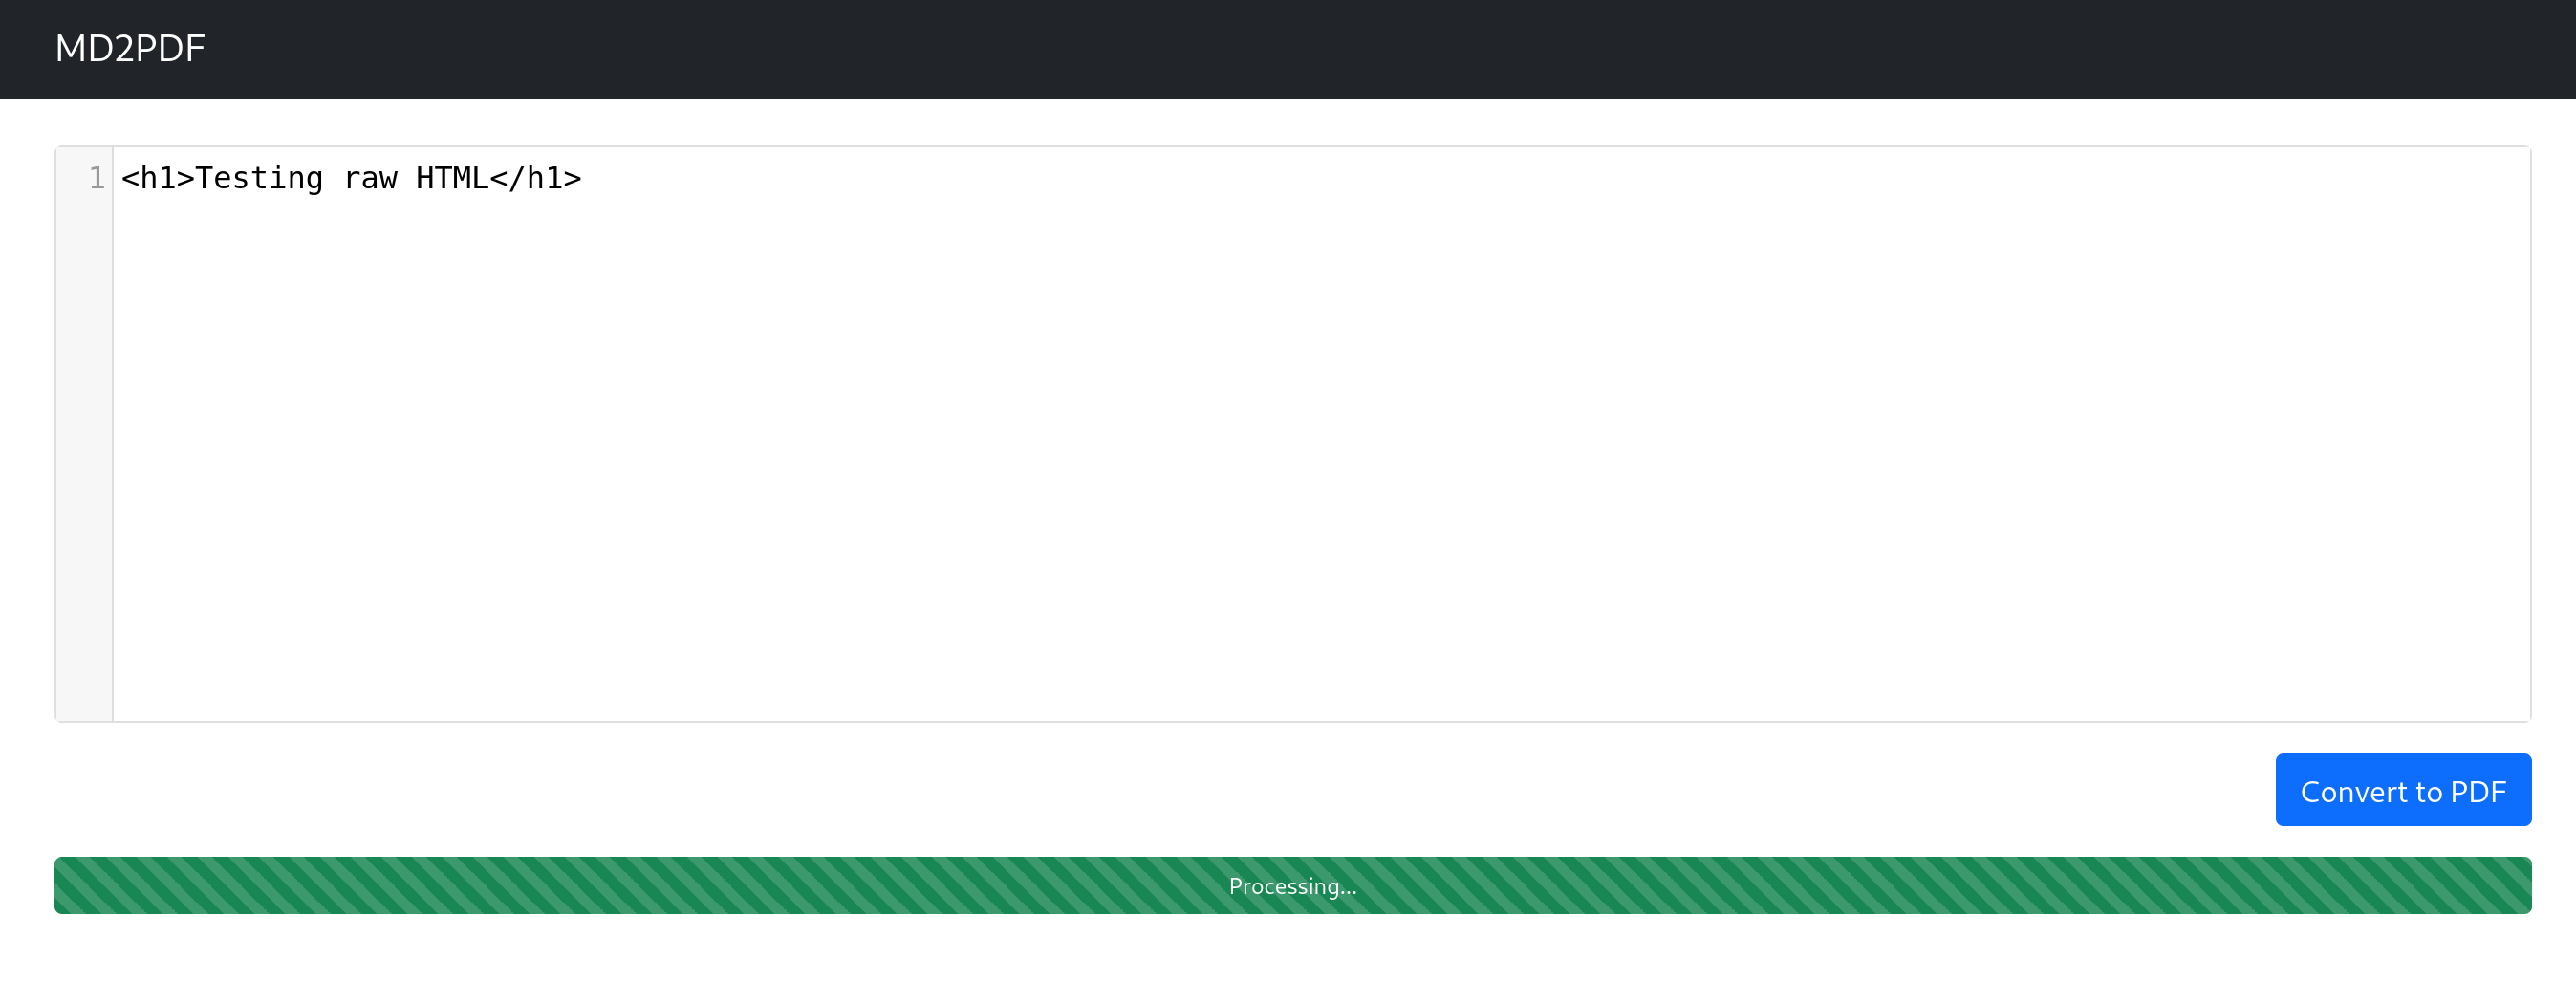 MD2PDF
1 <h1>Testing raw HTML</h1>
Convert to PDF
Processing...